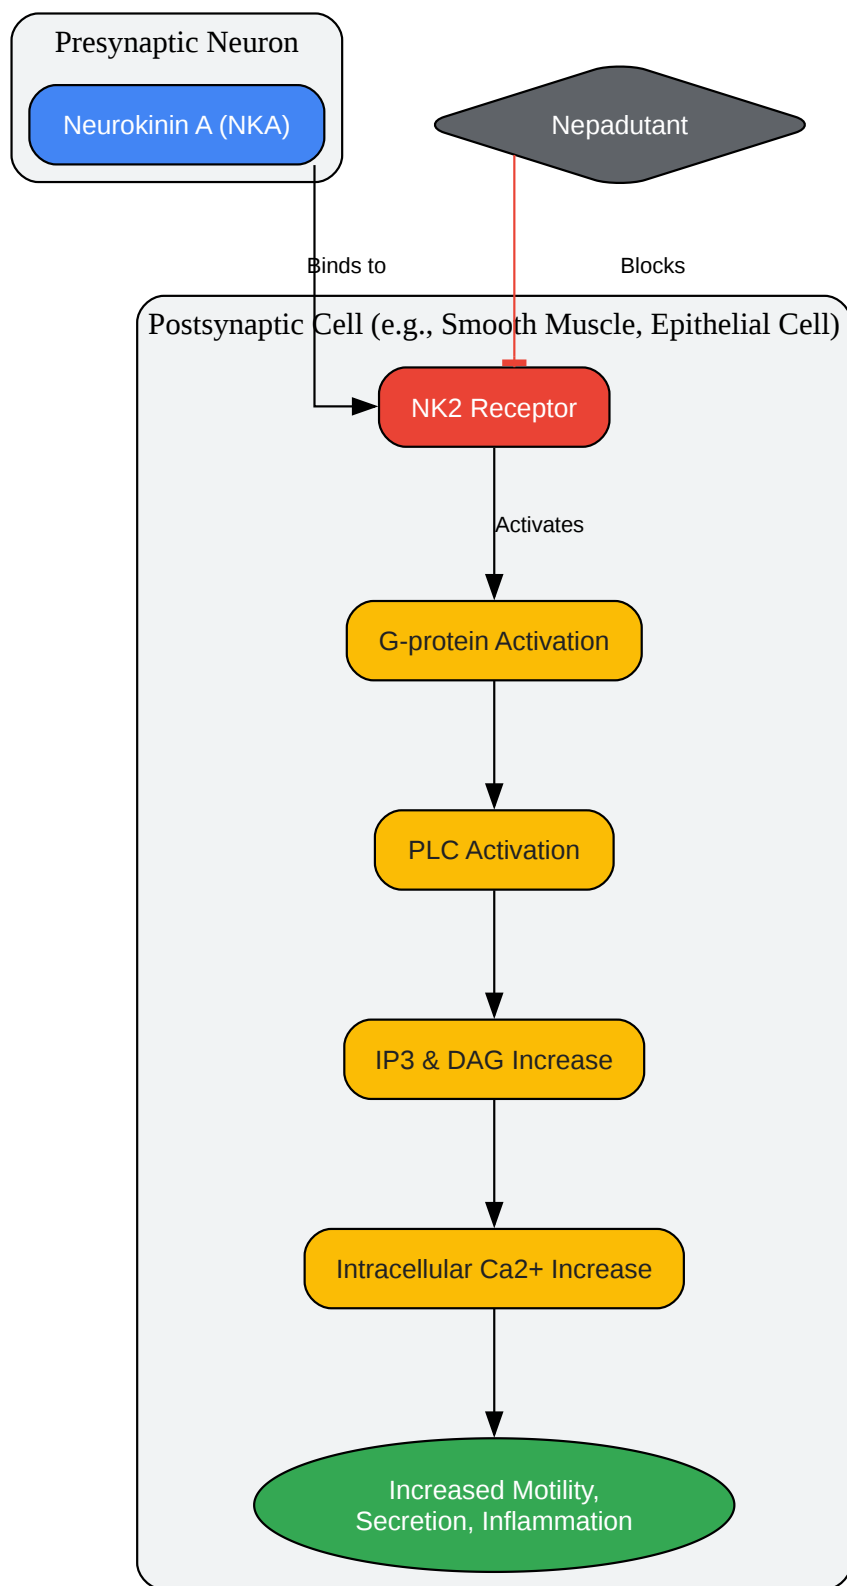 Presynaptic Neuron
Neurokinin A (NKA)
Nepadutant
Binds to
Blocks
Postsynaptic Cell (e.g., Smooth Muscle, Epithelial Cell)
NK2 Receptor
Activates
G-protein Activation
PLC Activation
IP3 & DAG Increase
Intracellular Ca2+ Increase
Increased Motility,
Secretion, Inflammation